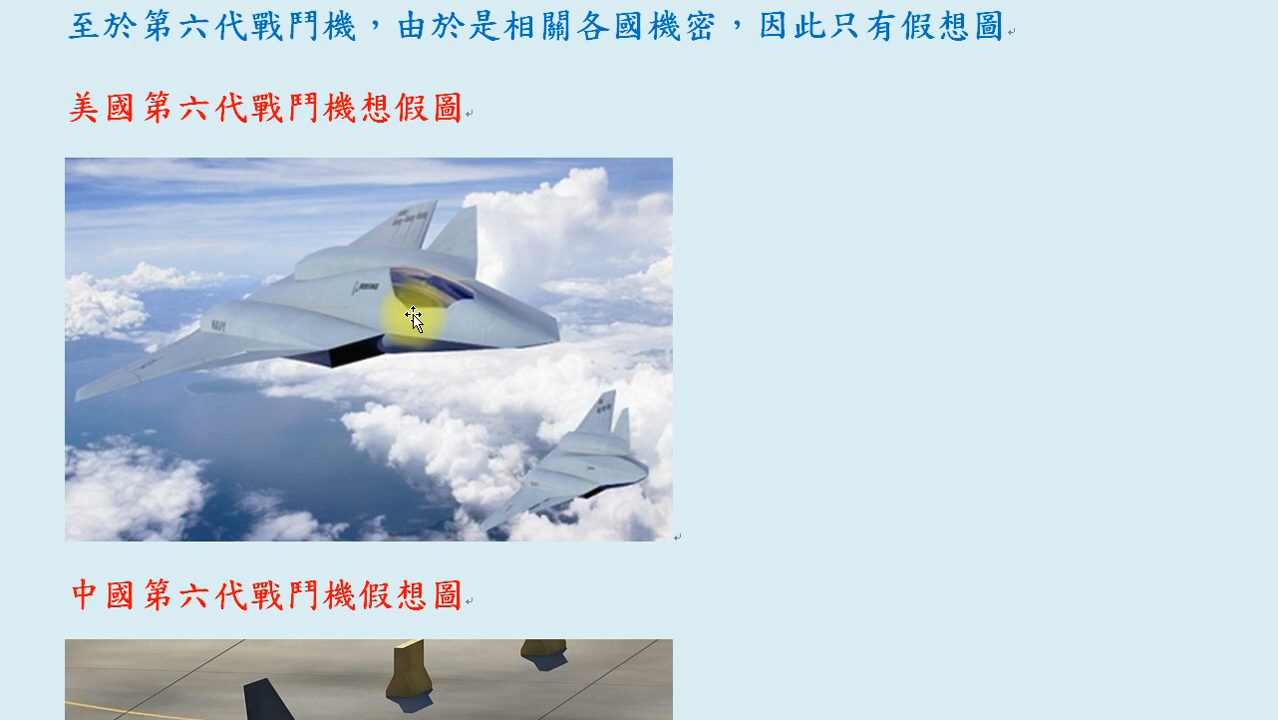 至於第六代戰鬥機，由於是相關各國機密，因此只有假想圖
美國第六代戰鬥機想假圖
BOEING
NAVY
中國第六代戰鬥機假想圖